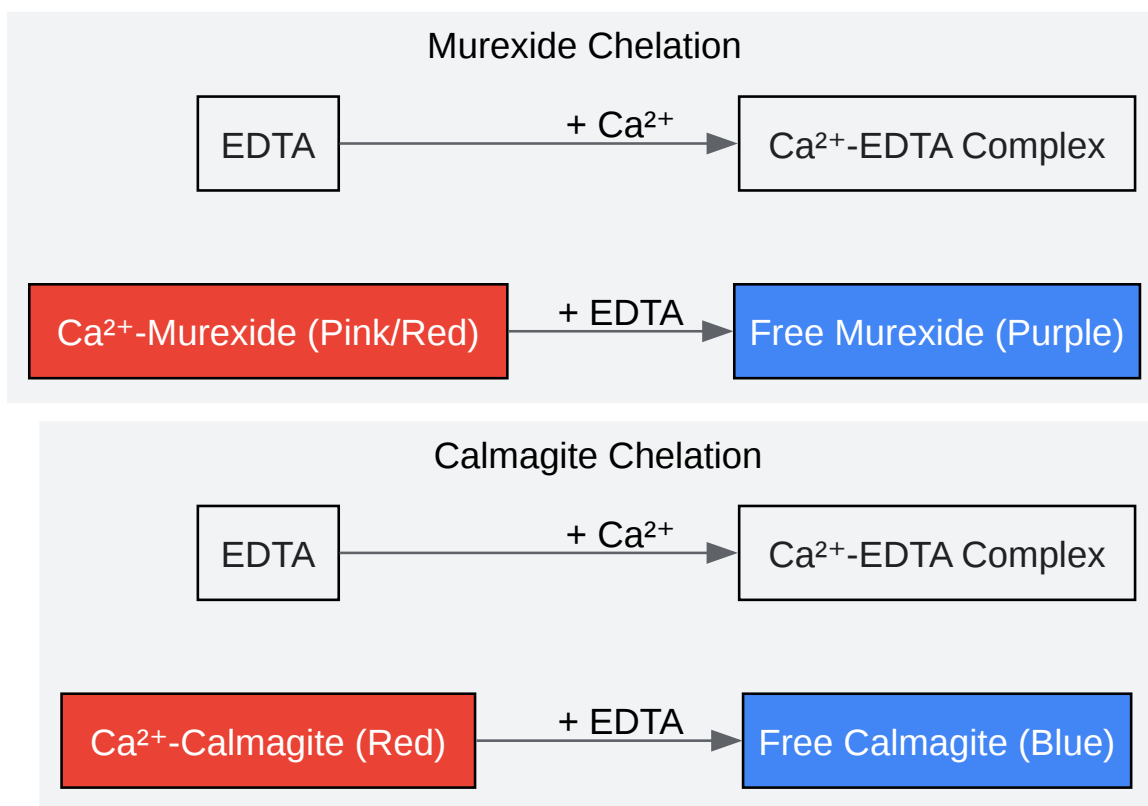 Murexide Chelation
EDTA
+ Ca²⁺
Ca²⁺-EDTA Complex
Ca²⁺-Murexide (Pink/Red)
+ EDTA
Free Murexide (Purple)
Calmagite Chelation
EDTA
+ Ca²⁺
Ca²⁺-EDTA Complex
Ca²⁺-Calmagite (Red)
+ EDTA
Free Calmagite (Blue)